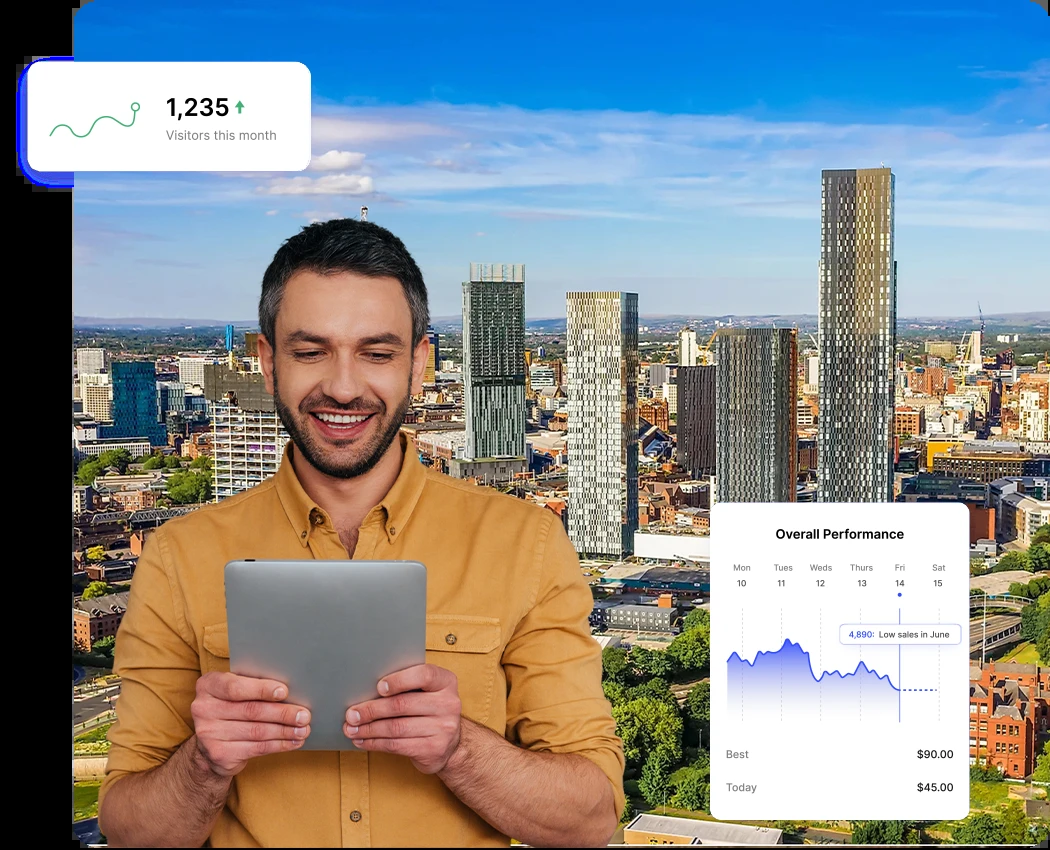 1,235
Visitors this month
Overall Performance
Mon Tues Weds Thurs Fri Sat
10 11 12 13 14 15
4,890: Low sales in June
Best $90.00
Today $45.00